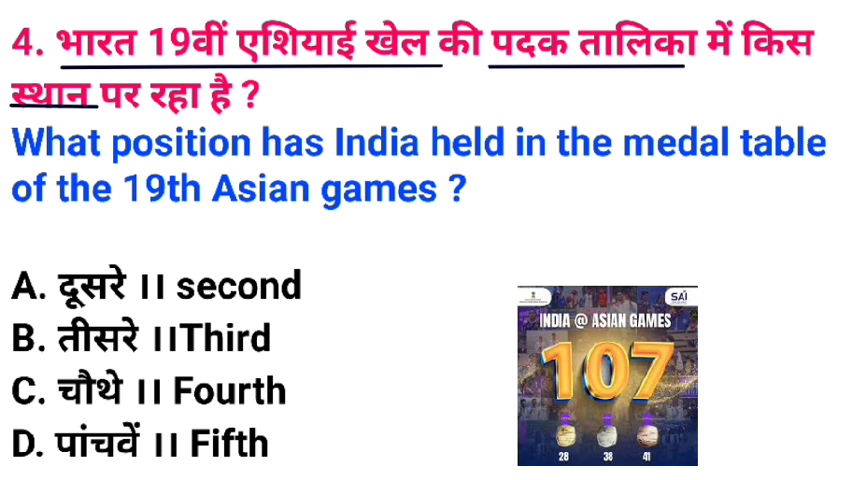 4. भारत 19वीं एशियाई खेल की पदक तालिका में किस
स्थान पर रहा है ?
What position has India held in the medal table
of the 19th Asian games ?
A. दूसरे II second
B. तीसरे IIThird
C. चौथे II Fourth
D. पांचवें II Fifth
SAI
INDIA @ ASIAN GAMES
107
28 38 41